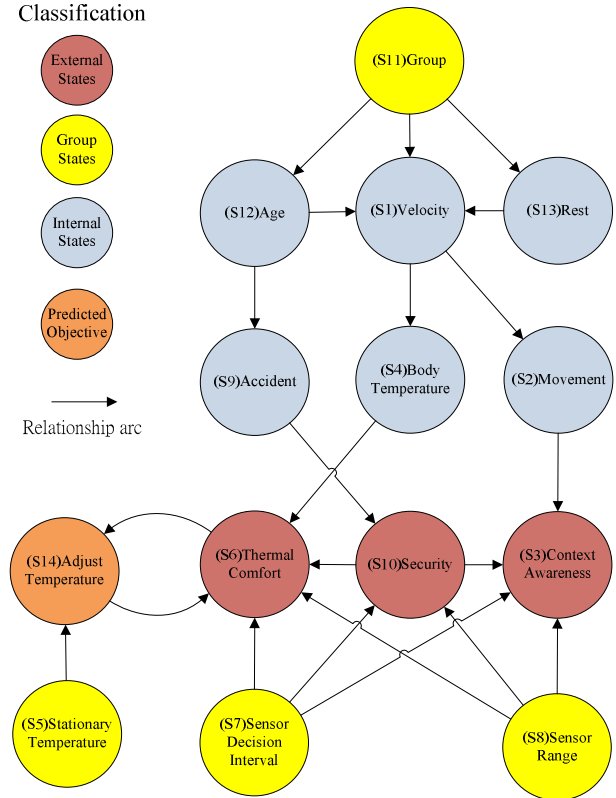 Classification
External
States
Group
States
Internal
States
Predicted
Objective
Relationship arc
(S11)Group
(S12)Age
(S1)Velocity
(S13)Rest
(S9)Accident
(S4)Body
Temperature
(S2)Movement
(S14)Adjust
Temperature
(S6)Thermal
Comfort
(S10)Security
(S3)Context
Awareness
(S5)Stationary
Temperature
(S7)Sensor
Decision
Interval
(S8)Sensor
Range